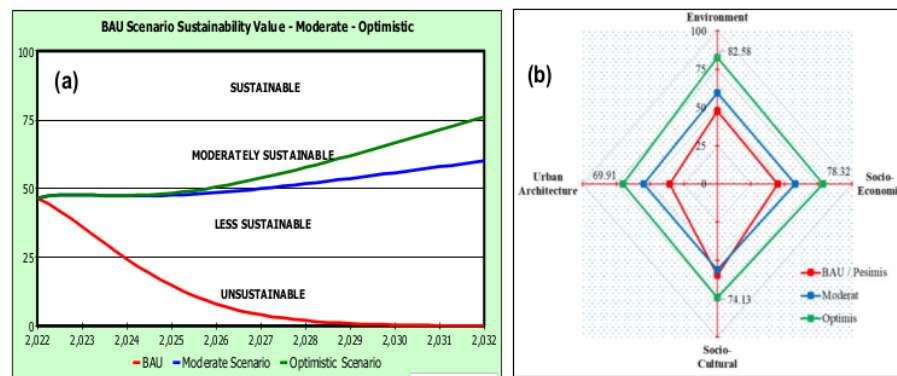 BAU Scenario Sustainability Value - Moderate - Optimistic
(a)
100
75
50
25
0
SUSTAINABLE
MODERATELY SUSTAINABLE
LESS SUSTAINABLE
UNSUSTAINABLE
2,022 2,023 2,024 2,025 2,026 2,027 2,028 2,029 2,030 2,031 2,032
BAU Moderate Scenario Optimistic Scenario
(b)
Environment
100
82.58
75
50
25
0
Urban
Architecture
69.91
78.32
Socio-
Economi
BAU / Pesimis
Moderat
Optimis
74.13
Socio-
Cultural